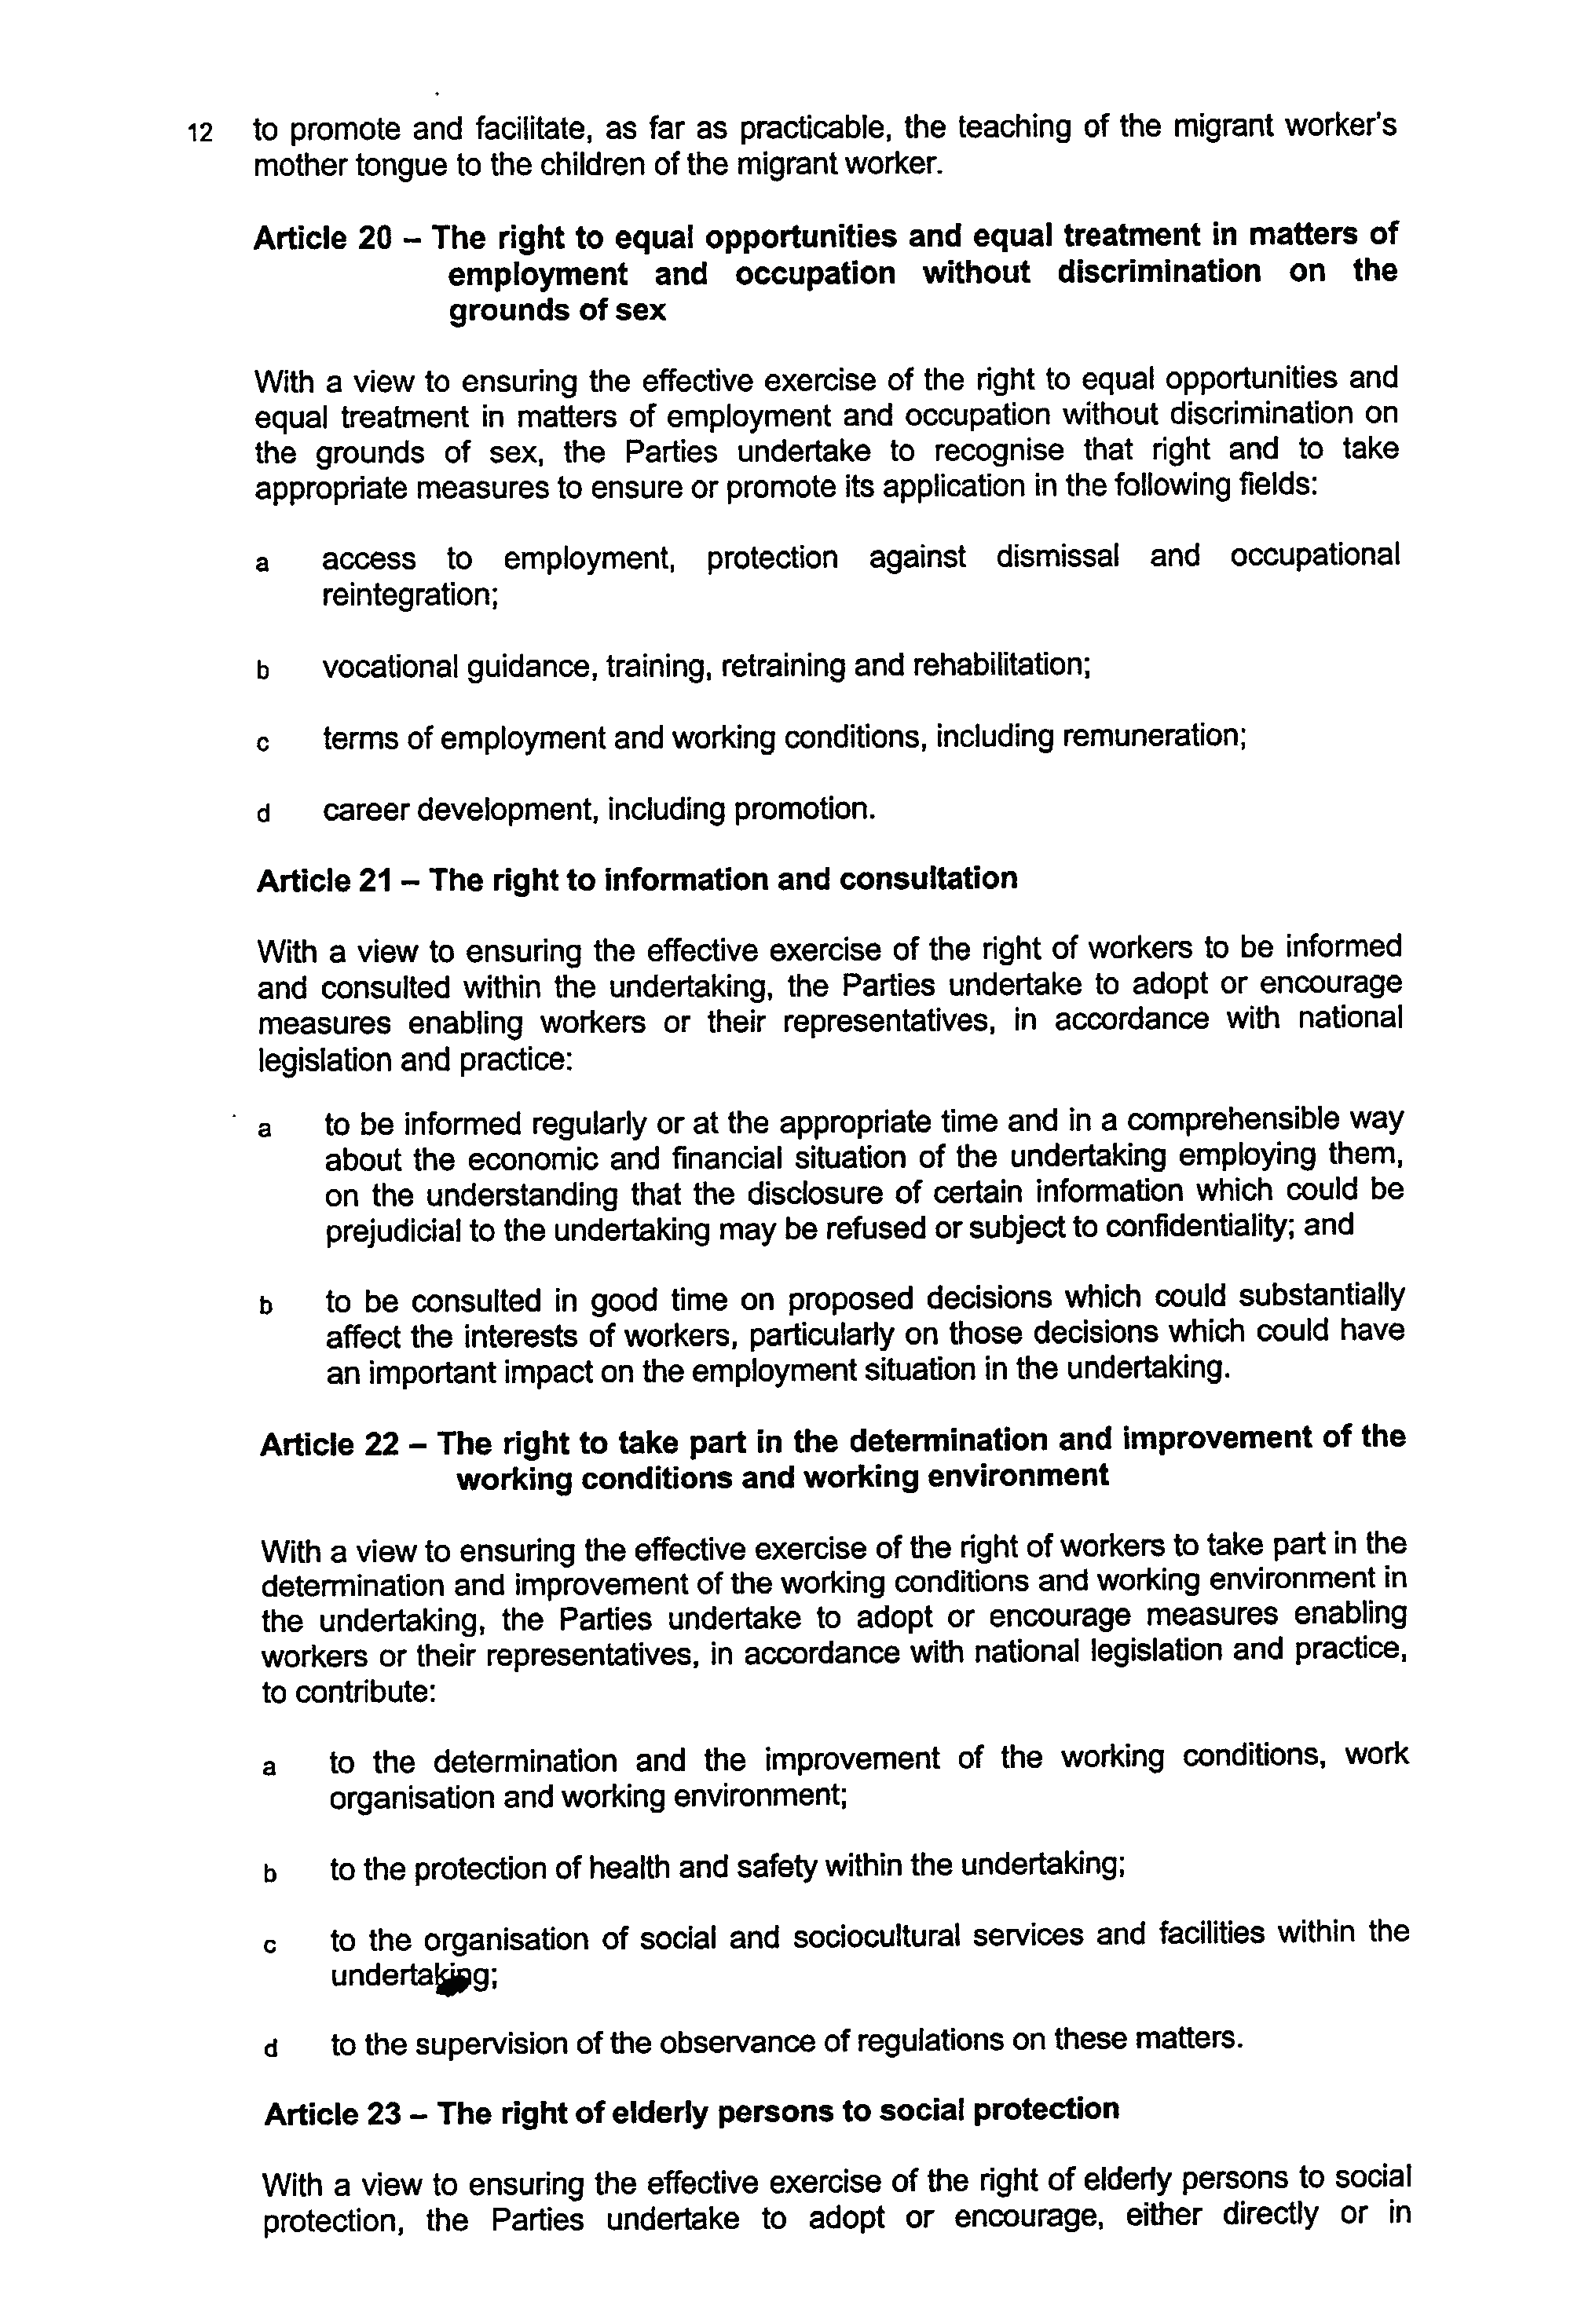 12 to promote and facilitate, as far as practicable, the teaching of the migrant worker's
mother tongue to the children of the migrant worker.
Article 20 – The right to equal opportunities and equal treatment in matters of
employment and occupation without discrimination on the
grounds of sex
With a view to ensuring the effective exercise of the right to equal opportunities and
equal treatment in matters of employment and occupation without discrimination on
the grounds of sex, the Parties undertake to recognise that right and to take
appropriate measures to ensure or promote its application in the following fields:
a access to employment, protection against dismissal and occupational
reintegration;
b vocational guidance, training, retraining and rehabilitation;
c terms of employment and working conditions, including remuneration;
d career development, including promotion.
Article 21 – The right to information and consultation
With a view to ensuring the effective exercise of the right of workers to be informed
and consulted within the undertaking, the Parties undertake to adopt or encourage
measures enabling workers or their representatives, in accordance with national
legislation and practice:
a to be informed regularly or at the appropriate time and in a comprehensible way
about the economic and financial situation of the undertaking employing them,
on the understanding that the disclosure of certain information which could be
prejudicial to the undertaking may be refused or subject to confidentiality; and
b to be consulted in good time on proposed decisions which could substantially
affect the interests of workers, particularly on those decisions which could have
an important impact on the employment situation in the undertaking.
Article 22 – The right to take part in the determination and improvement of the
working conditions and working environment
With a view to ensuring the effective exercise of the right of workers to take part in the
determination and improvement of the working conditions and working environment in
the undertaking, the Parties undertake to adopt or encourage measures enabling
workers or their representatives, in accordance with national legislation and practice,
to contribute:
a to the determination and the improvement of the working conditions, work
organisation and working environment;
b to the protection of health and safety within the undertaking;
c to the organisation of social and sociocultural services and facilities within the
undertaking;
d to the supervision of the observance of regulations on these matters.
Article 23 – The right of elderly persons to social protection
With a view to ensuring the effective exercise of the right of elderly persons to social
protection, the Parties undertake to adopt or encourage, either directly or in